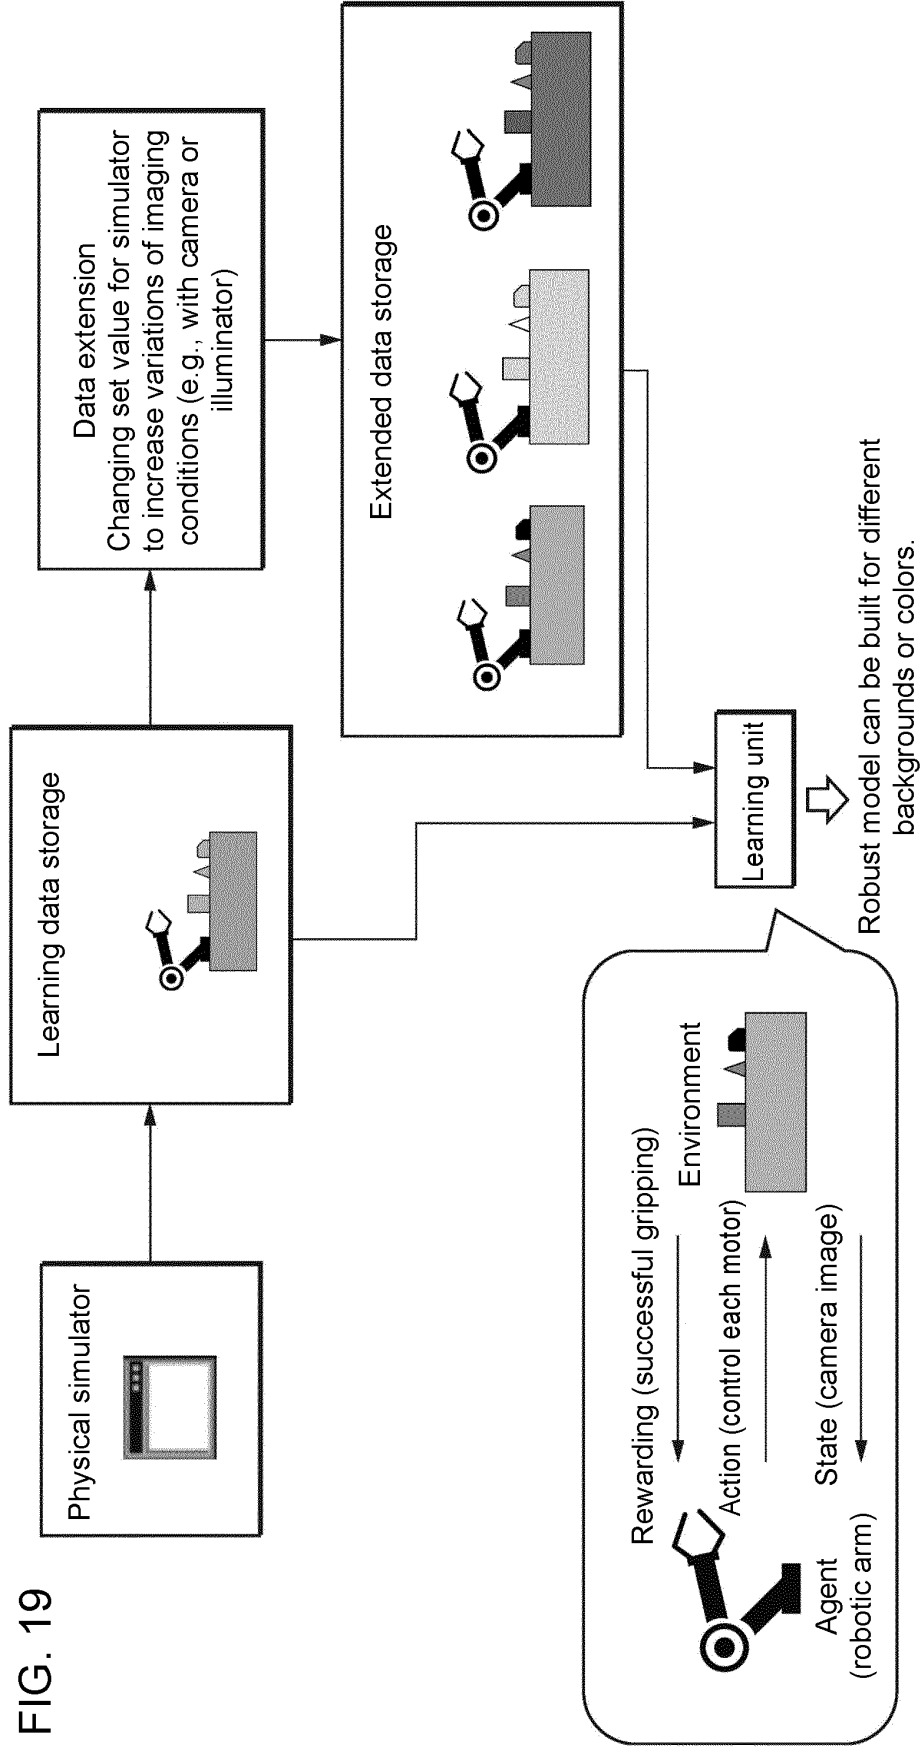 FIG. 19
Physical simulator
Learning data storage
Data extension
Changing set value for simulator
to increase variations of imaging
conditions (e.g., with camera or
illuminator)
Extended data storage
Learning unit
Robust model can be built for different
backgrounds or colors.
Rewarding (successful gripping)
Environment
Action (control each motor)
State (camera image)
Agent
(robotic arm)